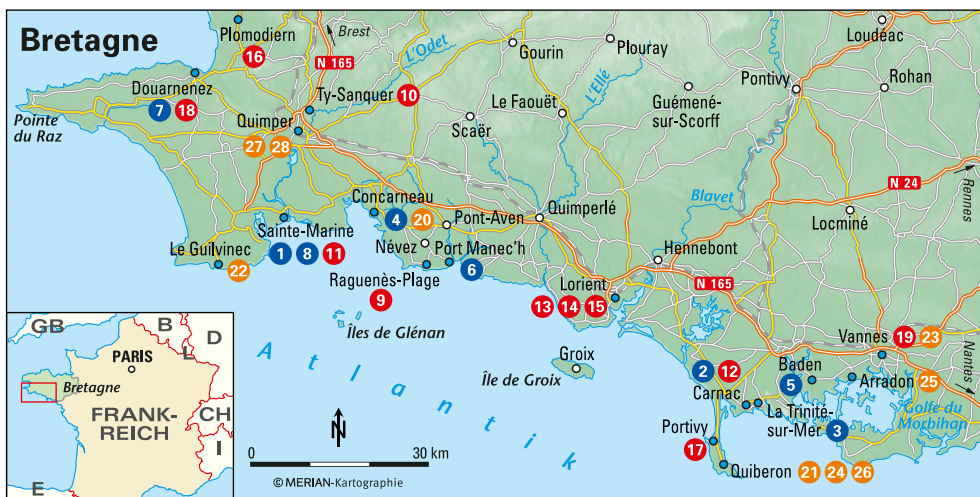 Bretagne
Plomodiern
16
Brest
N 165
L'Odet
Gourin
Plouray
Loudéac
Pontivy
Rohan
Douarnenez
7 18
Pointe
du Raz
Ty-Sanquer 10
Quimper
27 28
Le Faouët
L'Ellé
Guémené-
sur-Scorff
Scaër
Blavet
N 24
Rennes
Concarneau
4 20
Pont-Aven
Quimperlé
Locminé
Sainte-Marine
1 8 11
Le Guilvinec
22
Névez
Port Manec'h
6
Raguenès-Plage
9
Hennebont
N 165
Lorient
13 14 15
Îles de Glénan
Groix
Île de Groix
Vannes 19 23
Nantes
2 12
Carnac
Baden
5
Arradon
25
La Trinité-
sur-Mer
3
Golfe du
Morbihan
Portivy
17
Quiberon 21 24 26
Atlantik
GB
B
D
L
PARIS
Bretagne
FRANK-
REICH
CH
I
E
N
0 30 km
© MERIAN-Kartographie